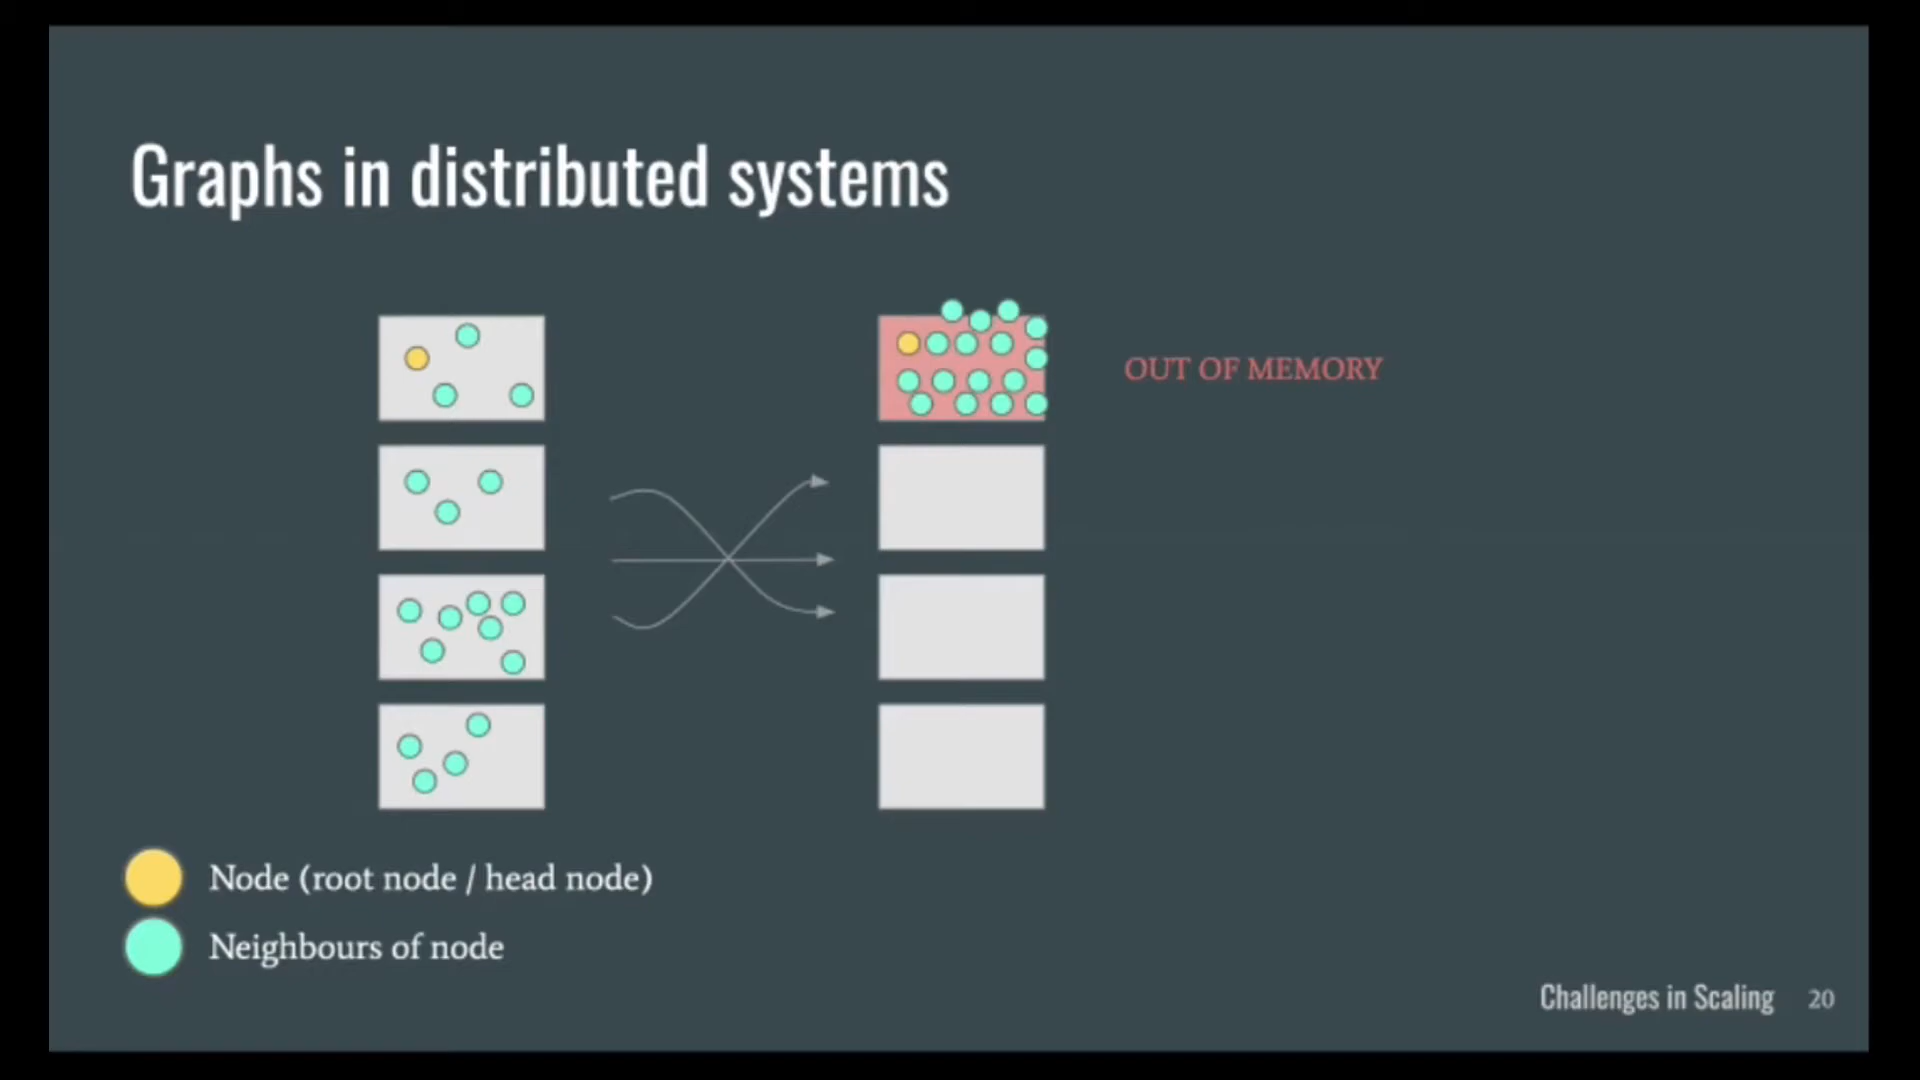 Graphs in distributed systems
OUT OF MEMORY
Node (root node / head node)
Neighbours of node
Challenges in Scaling 20